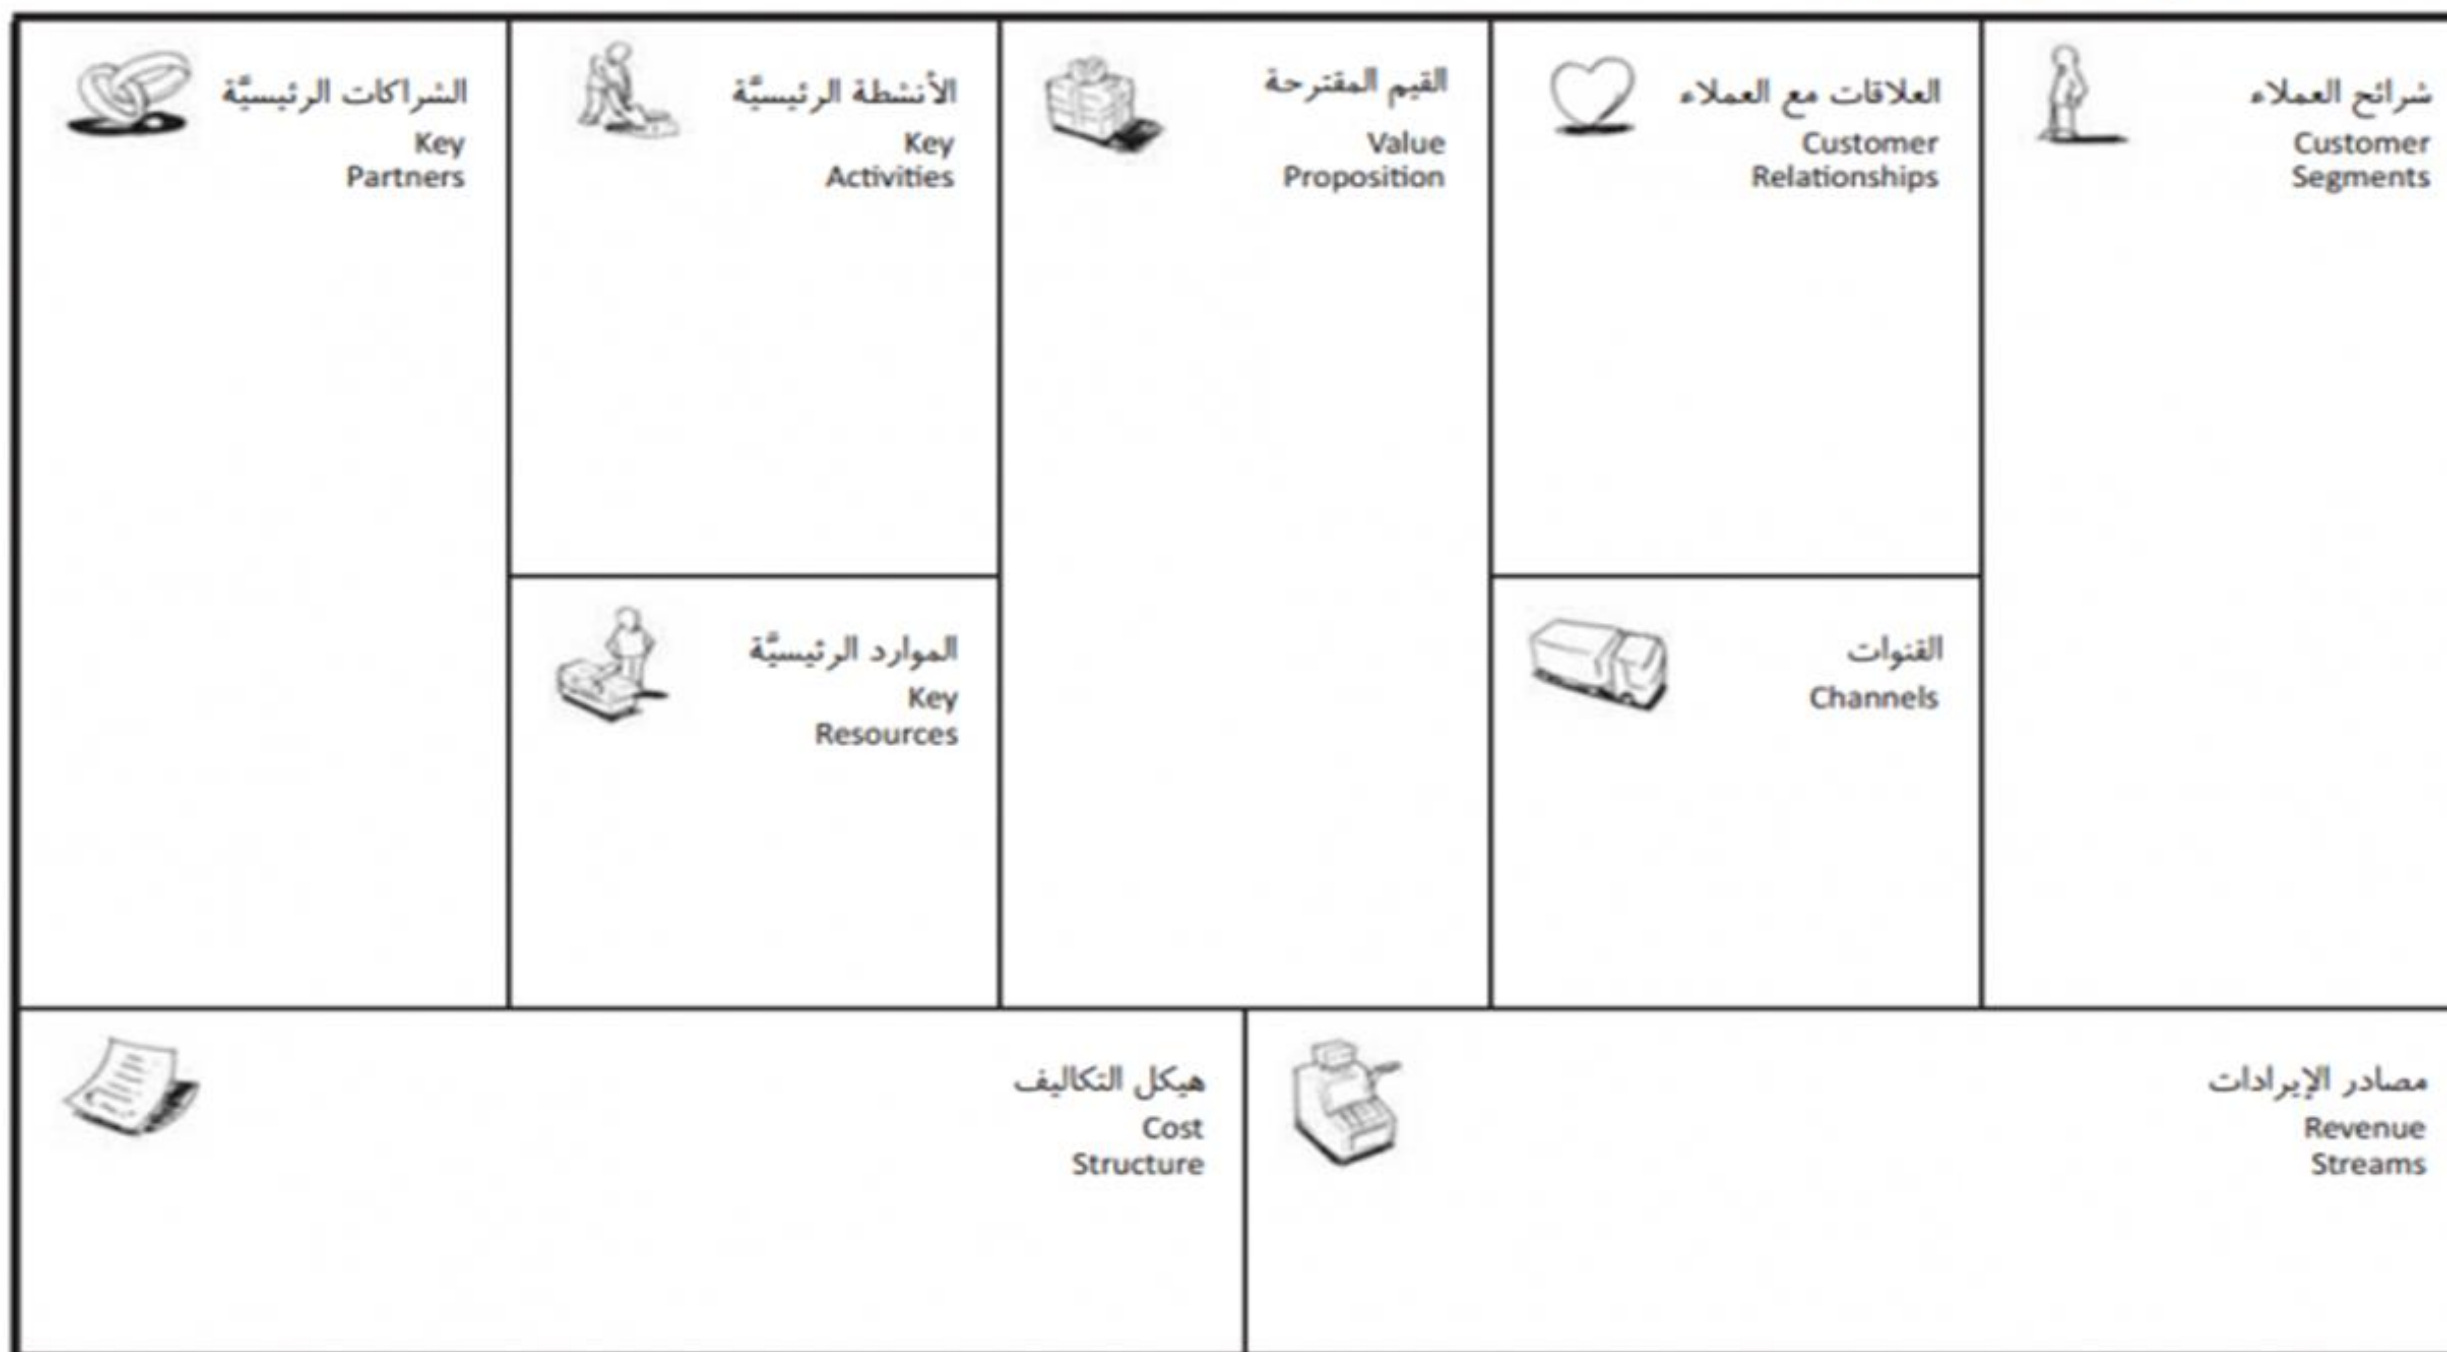 الشراكات الرئيسيَّة
Key
Partners
الأنشطة الرئيسيَّة
Key
Activities
القيم المقترحة
Value
Proposition
العلاقات مع العملاء
Customer
Relationships
شرائح العملاء
Customer
Segments
الموارد الرئيسيَّة
Key
Resources
القنوات
Channels
هيكل التكاليف
Cost
Structure
مصادر الإيرادات
Revenue
Streams